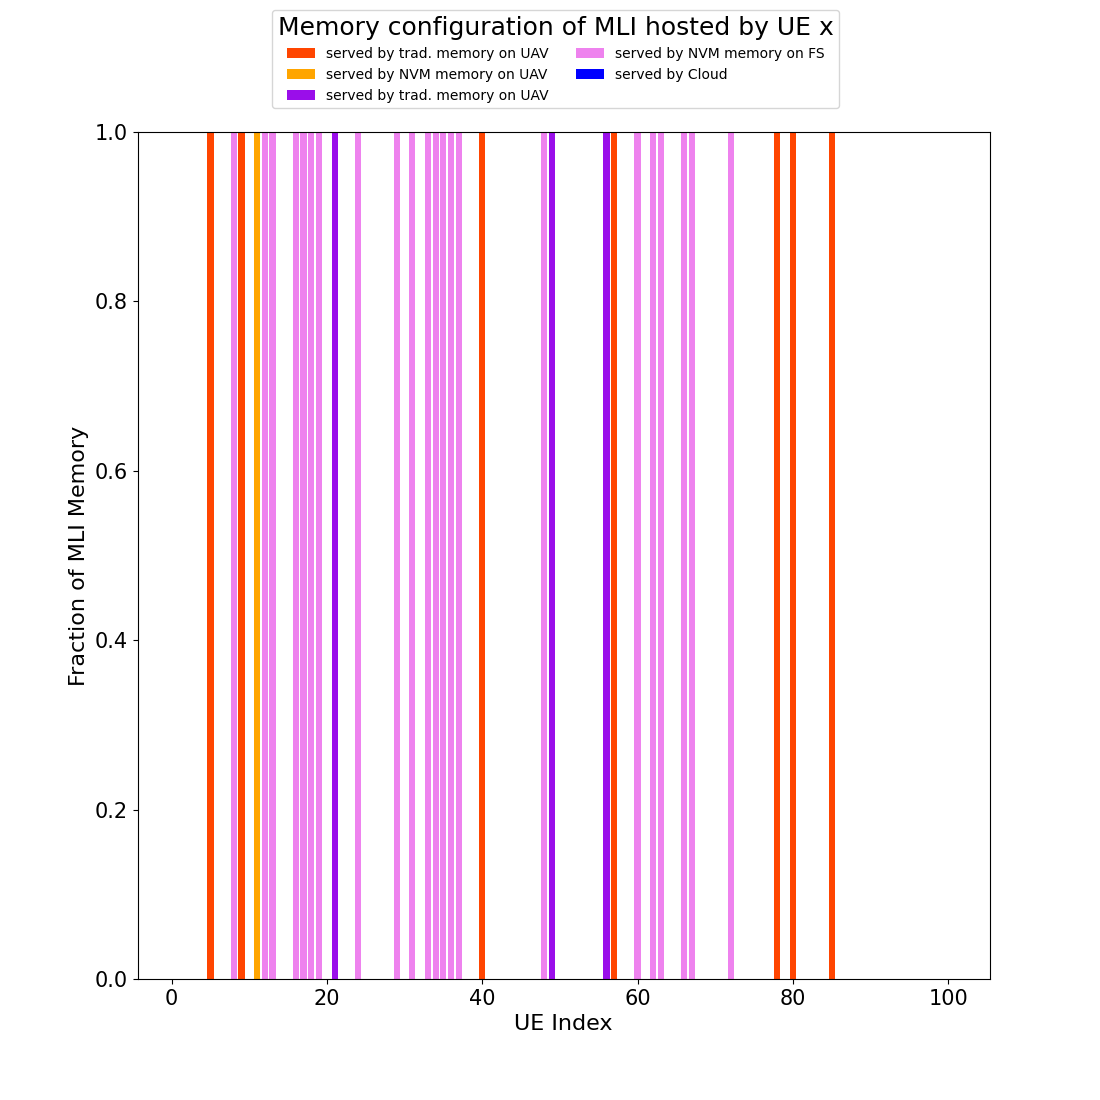 Memory configuration of MLI hosted by UE x
served by trad. memory on UAV
served by NVM memory on UAV
served by trad. memory on UAV
served by NVM memory on FS
served by Cloud
1.0
0.8
0.6
0.4
0.2
0.0
Fraction of MLI Memory
0 20 40 60 80 100
UE Index